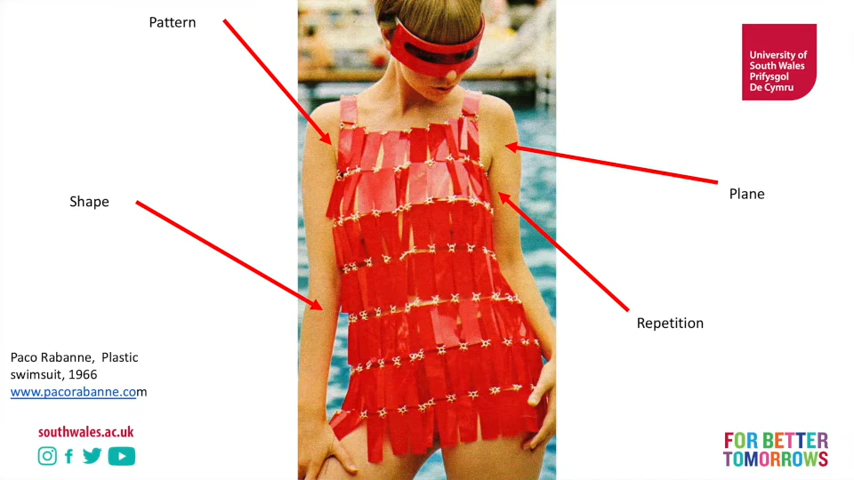 Pattern
University of
South Wales
Prifysgol
De Cymru
Plane
Shape
Repetition
Paco Rabanne, Plastic
swimsuit, 1966
www.pacorabanne.com
southwales.ac.uk
FOR BETTER
TOMORROWS